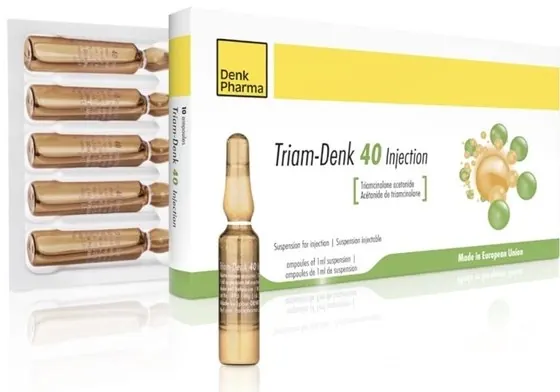 Denk
Pharma
Triam-Denk 40 Injection
Triamcinolone acetonide
Acétonide de triamcinolone
Suspension for injection | Suspension injectable
ampoules of 1 ml suspension |
ampoules de 1 ml de suspension
Made in European Union
10 ampoules
Triam-Denk 40 Injection
Triam-Denk 40